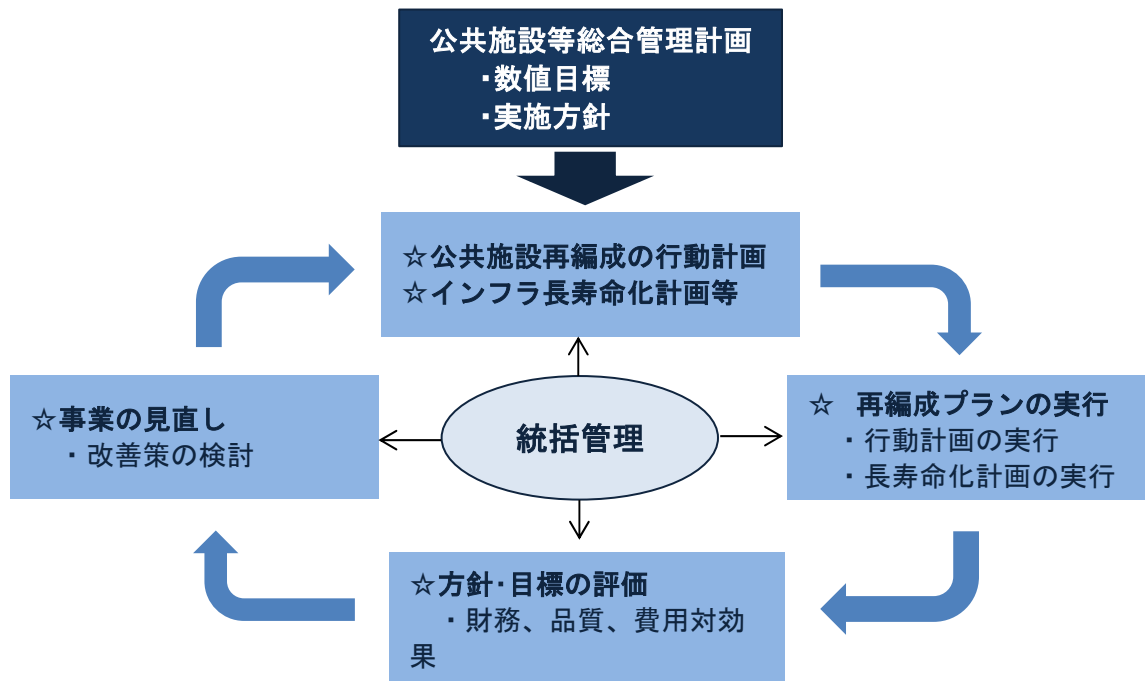 公共施設等総合管理計画
・数値目標
・実施方針
☆公共施設再編成の行動計画
☆インフラ長寿命化計画等
☆事業の見直し
・改善策の検討
統括管理
☆ 再編成プランの実行
・行動計画の実行
・長寿命化計画の実行
☆方針・目標の評価
・財務、品質、費用対効
果